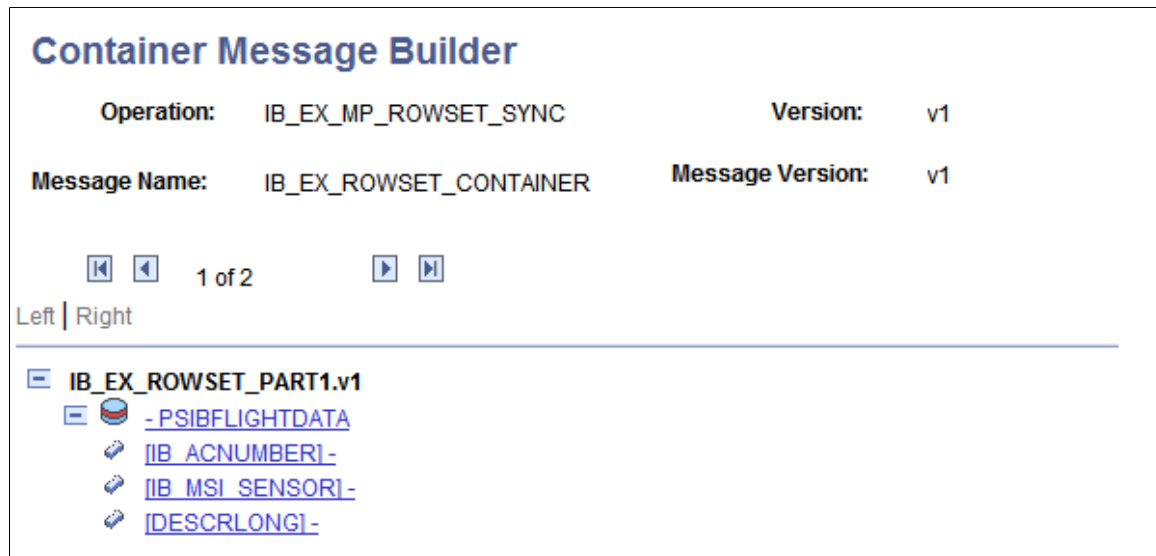 Container Message Builder
Operation: IB_EX_MP_ROWSET_SYNC Version: v1
Message Name: IB_EX_ROWSET_CONTAINER Message Version: v1
1 of 2
Left | Right
IB_EX_ROWSET_PART1.v1
- PSIBFLIGHTDATA
[IB_ACNUMBER] -
[IB_MSI_SENSOR] -
[DESCRLONG] -